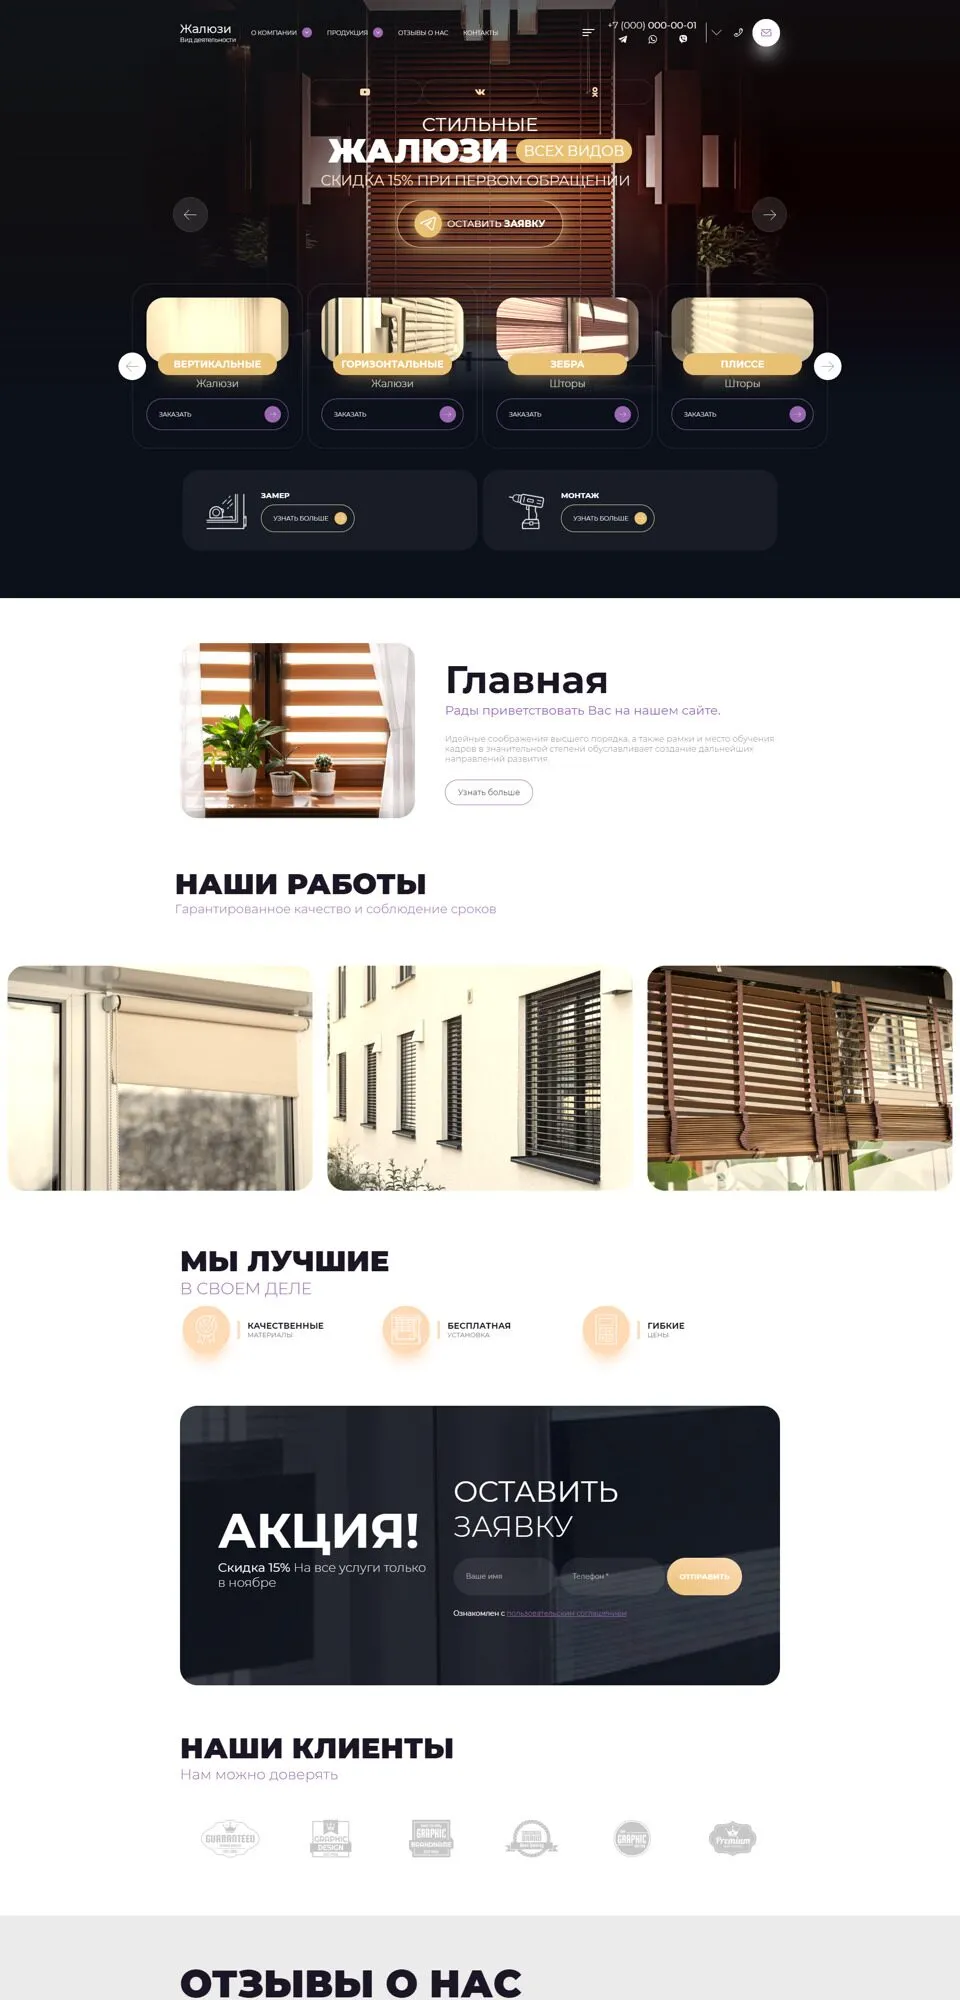 Жалюзи
Вид деятельности
О КОМПАНИИ
ПРОДУКЦИЯ
ОТЗЫВЫ О НАС
КОНТАКТЫ
+7 (000) 000-00-01
СТИЛЬНЫЕ
ЖАЛЮЗИ ВСЕХ ВИДОВ
СКИДКА 15% ПРИ ПЕРВОМ ОБРАЩЕНИИ
ОСТАВИТЬ ЗАЯВКУ
ВЕРТИКАЛЬНЫЕ
Жалюзи
ЗАКАЗАТЬ
ГОРИЗОНТАЛЬНЫЕ
Жалюзи
ЗАКАЗАТЬ
ЗЕБРА
Шторы
ЗАКАЗАТЬ
ПЛИССЕ
Шторы
ЗАКАЗАТЬ
ЗАМЕР
УЗНАТЬ БОЛЬШЕ
МОНТАЖ
УЗНАТЬ БОЛЬШЕ
Главная
Рады приветствовать Вас на нашем сайте.
Идейные соображения высшего порядка, а также рамки и место обучения
кадров в значительной степени обуславливает создание дальнейших
направлений развития.
Узнать больше
НАШИ РАБОТЫ
Гарантированное качество и соблюдение сроков
МЫ ЛУЧШИЕ
В СВОЕМ ДЕЛЕ
КАЧЕСТВЕННЫЕ
МАТЕРИАЛЫ
БЕСПЛАТНАЯ
УСТАНОВКА
ГИБКИЕ
ЦЕНЫ
АКЦИЯ!
Скидка 15% На все услуги только
в ноябре
ОСТАВИТЬ
ЗАЯВКУ
Ваше имя
Телефон *
ОТПРАВИТЬ
Ознакомлен с пользовательским соглашением
НАШИ КЛИЕНТЫ
Нам можно доверять
GUARANTEED
GRAPHIC
DESIGN
GRAPHIC
BRANDNAME
GRAPHIC
Premium
ОТЗЫВЫ О НАС